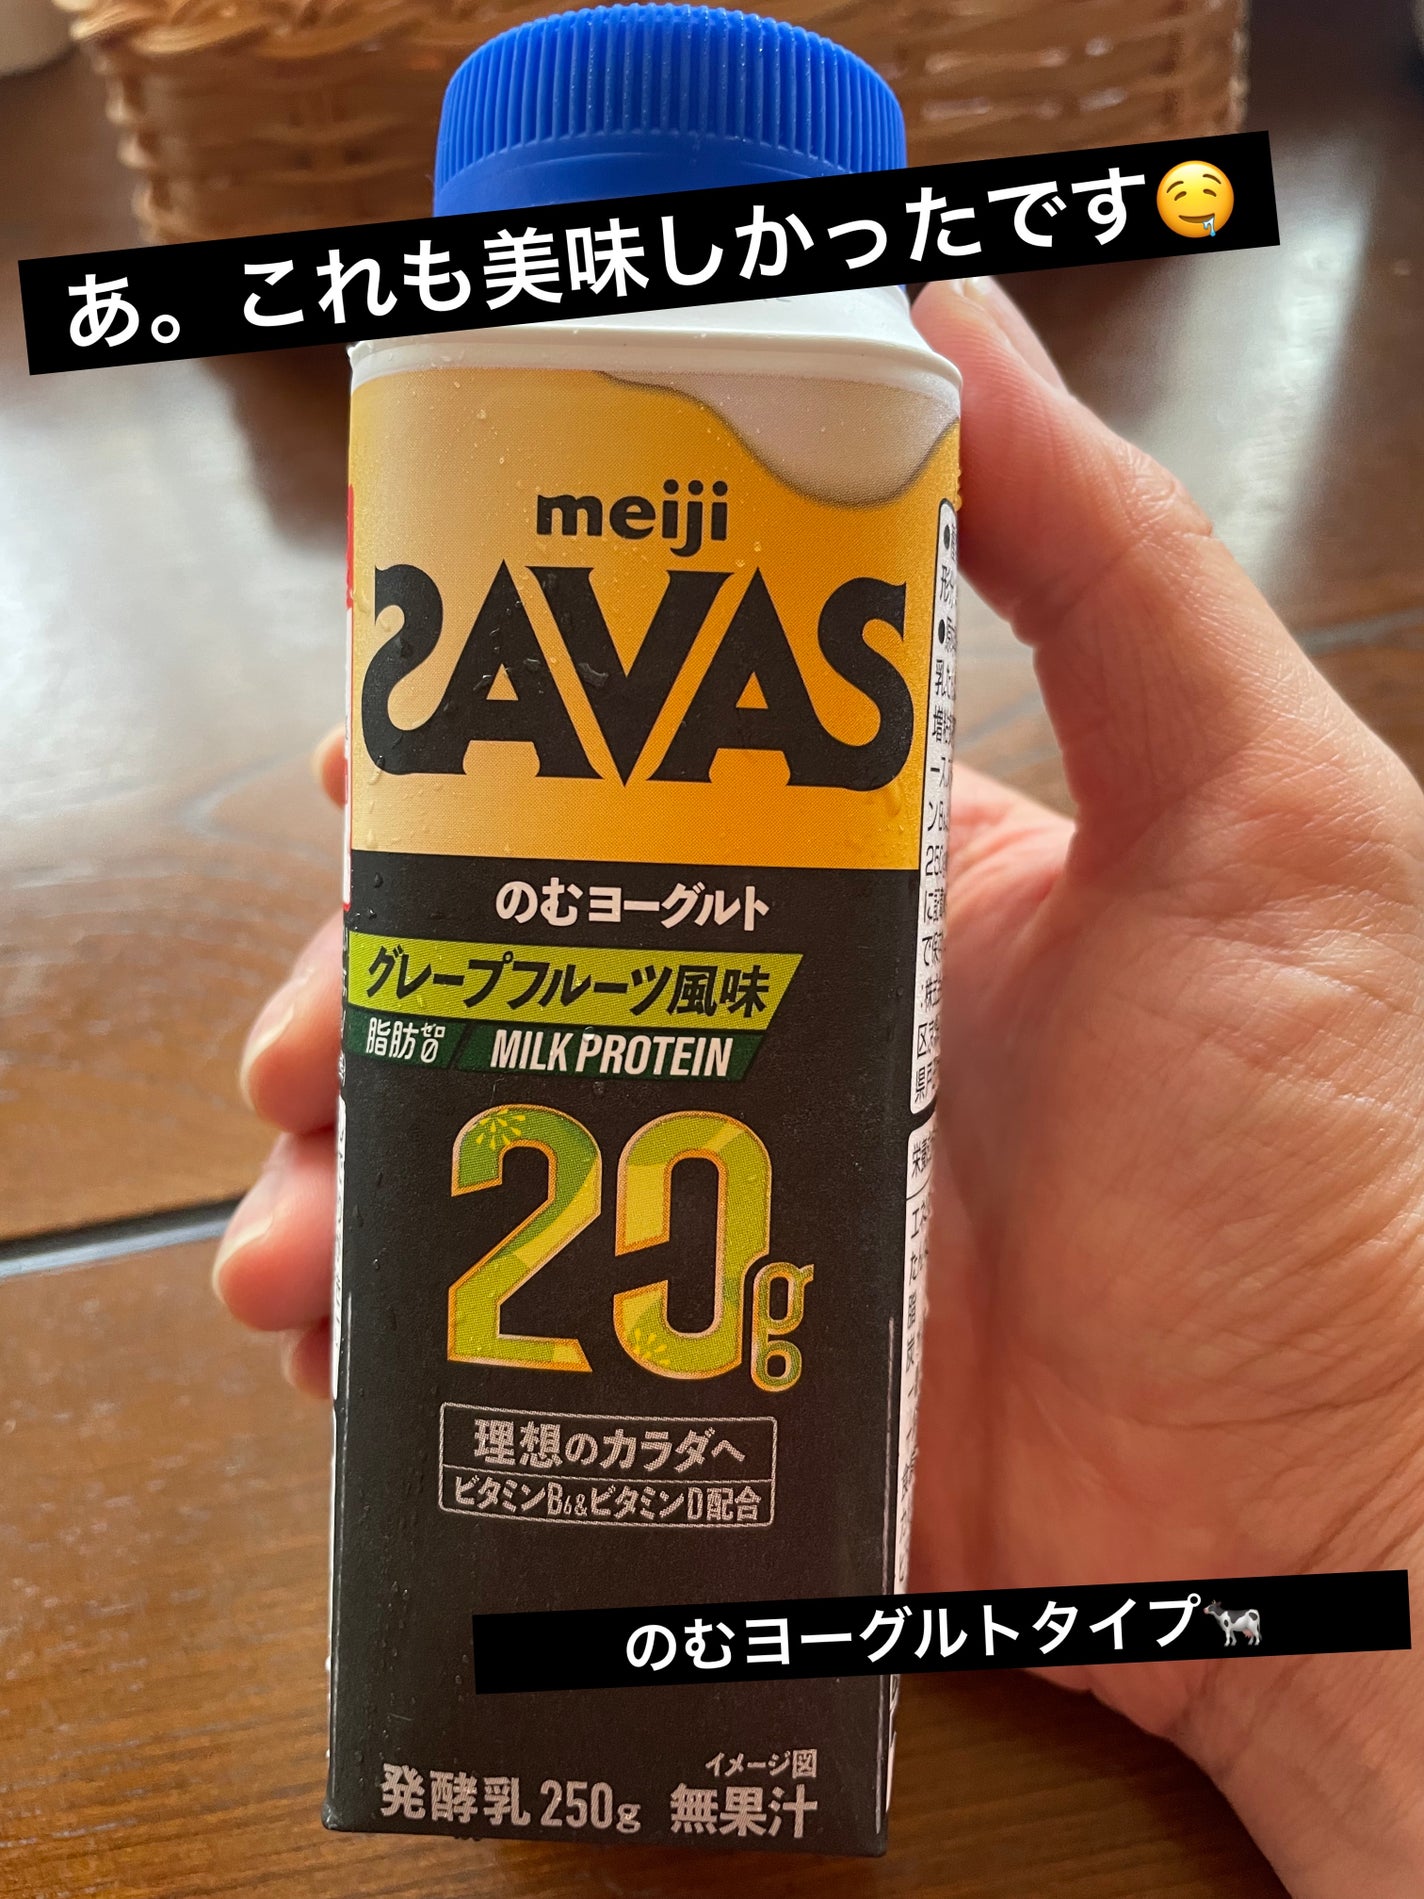 あ。これも美味しかったです🤤
meiji
SAVAS
のむヨーグルト
グレープフルーツ風味
脂肪0ゼロ MILK PROTEIN
20g
理想のカラダへ
ビタミンB6&ビタミンD配合
のむヨーグルトタイプ🐄
イメージ図
発酵乳 250g 無果汁